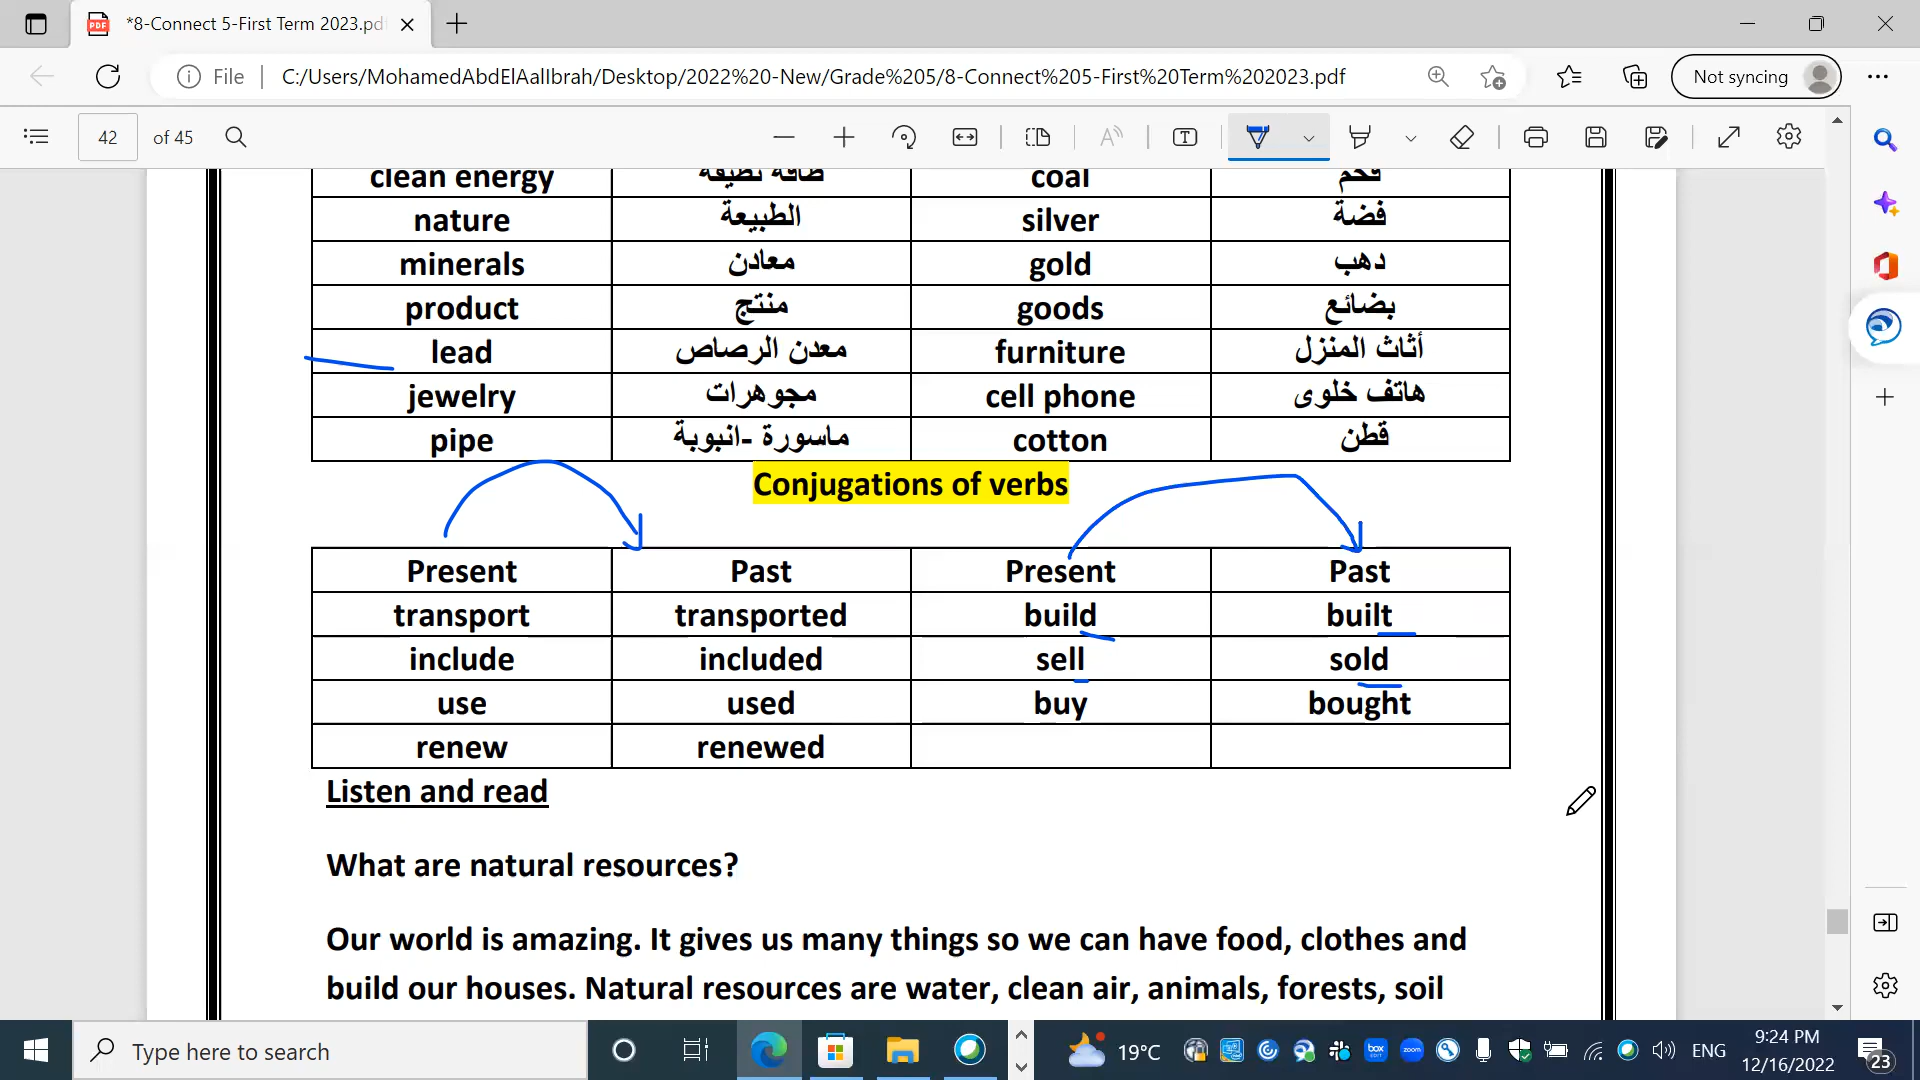 *8-Connect 5-First Term 2023.pdf
File C:/Users/MohamedAbdElAalIbrah/Desktop/2022%20-New/Grade%205/8-Connect%205-First%20Term%202023.pdf Not syncing
42 of 45
clean energy طاقة نظيفة coal فحم
nature الطبيعة silver فضة
minerals معادن gold دهب
product منتج goods بضائع
lead معدن الرصاص furniture أثاث المنزل
jewelry مجوهرات cell phone هاتف خلوى
pipe ماسورة -انبوبة cotton قطن
Conjugations of verbs
Present Past Present Past
transport transported build built
include included sell sold
use used buy bought
renew renewed
Listen and read
What are natural resources?
Our world is amazing. It gives us many things so we can have food, clothes and
build our houses. Natural resources are water, clean air, animals, forests, soil
Type here to search 19°C box zoom ENG 9:24 PM
12/16/2022 23